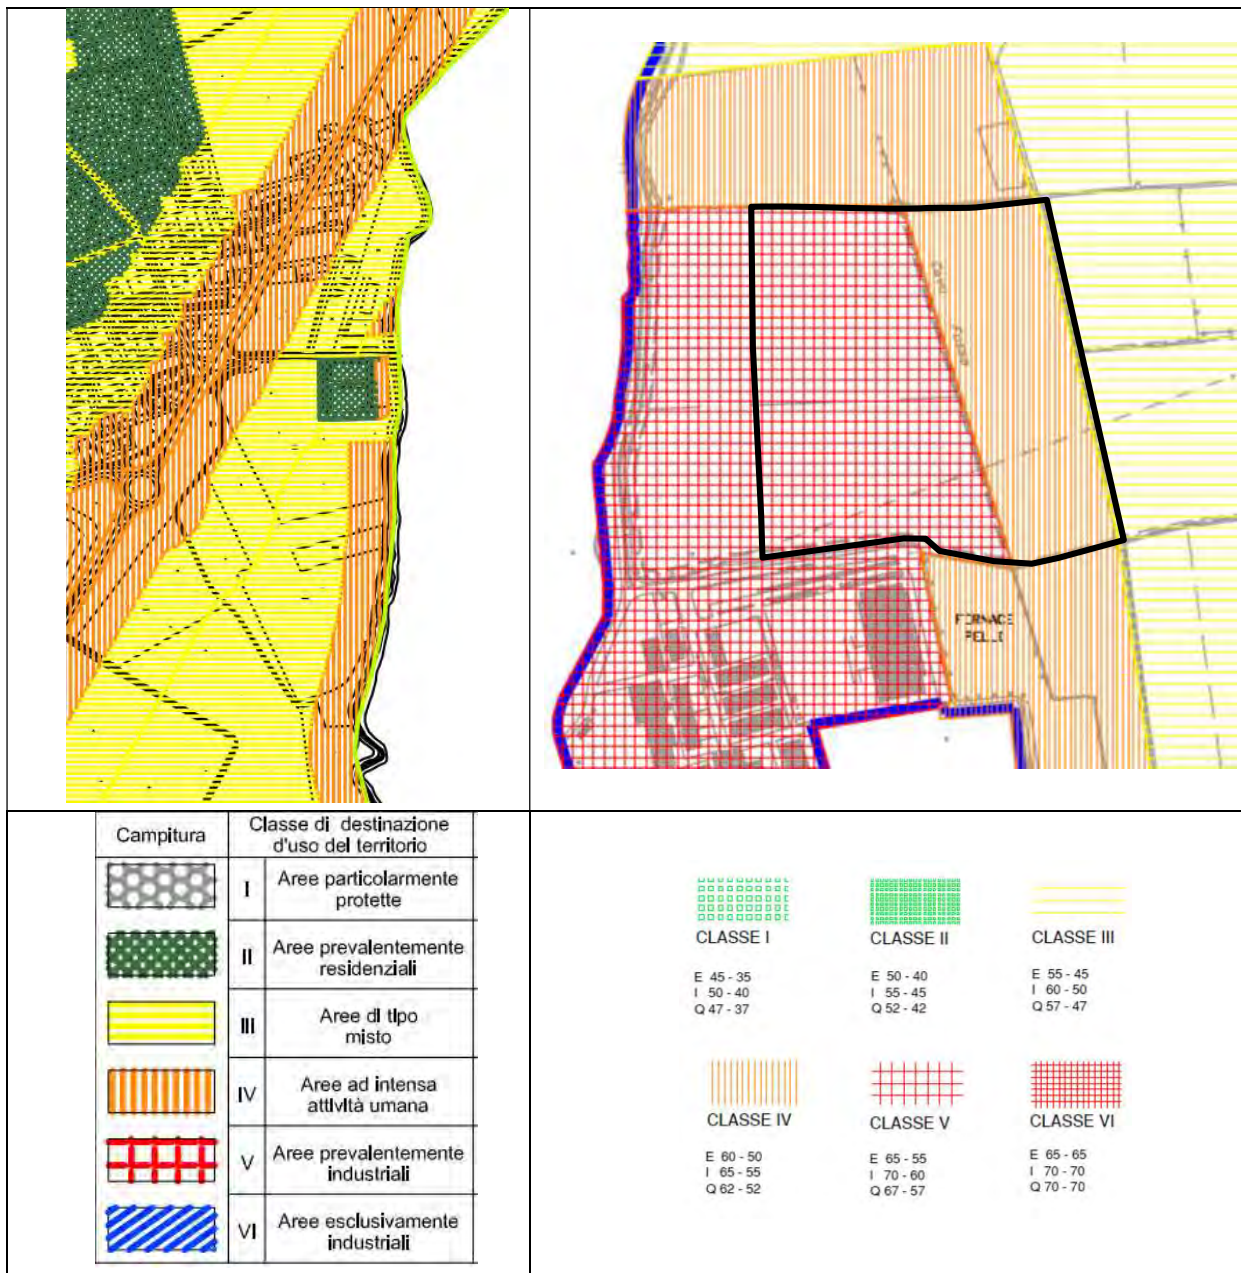 FORNACE
PELLI
Campitura
Classe di destinazione
d'uso del territorio
I
Aree particolarmente
protette
II
Aree prevalentemente
residenziali
III
Aree di tipo
misto
IV
Aree ad intensa
attività umana
V
Aree prevalentemente
industriali
VI
Aree esclusivamente
industriali
CLASSE I
E 45 - 35
I 50 - 40
Q 47 - 37
CLASSE II
E 50 - 40
I 55 - 45
Q 52 - 42
CLASSE III
E 55 - 45
I 60 - 50
Q 57 - 47
CLASSE IV
E 60 - 50
I 65 - 55
Q 62 - 52
CLASSE V
E 65 - 55
I 70 - 60
Q 67 - 57
CLASSE VI
E 65 - 65
I 70 - 70
Q 70 - 70